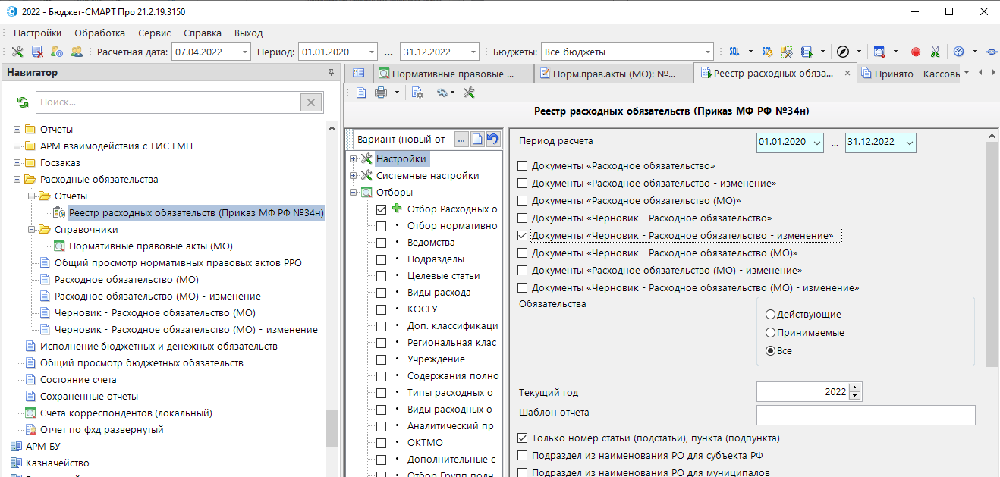 2022 - Бюджет-СМАРТ Про 21.2.19.3150
Настройки Обработка Сервис Справка Выход
Расчетная дата: 07.04.2022 Период: 01.01.2020 ... 31.12.2022 Бюджеты: Все бюджеты SQL
Навигатор
Поиск...
Отчеты
АРМ взаимодействия с ГИС ГМП
Госзаказ
Расходные обязательства
Отчеты
Реестр расходных обязательств (Приказ МФ РФ №34н)
Справочники
Нормативные правовые акты (МО)
Общий просмотр нормативных правовых актов РРО
Расходное обязательство (МО)
Расходное обязательство (МО) - изменение
Черновик - Расходное обязательство (МО)
Черновик - Расходное обязательство (МО) - изменение
Исполнение бюджетных и денежных обязательств
Общий просмотр бюджетных обязательств
Состояние счета
Сохраненные отчеты
Счета корреспондентов (локальный)
Отчет по фхд развернутый
АРМ БУ
Казначейство
Нормативные правовые ...
Норм.прав.акты (МО): №...
Реестр расходных обяза...
Принято - Кассовы
Реестр расходных обязательств (Приказ МФ РФ №34н)
Вариант (новый от ...
Настройки
Системные настройки
Отборы
Отбор Расходных о
Отбор нормативно
Ведомства
Подразделы
Целевые статьи
Виды расхода
КОСГУ
Доп. классификаци
Региональная клас
Учреждение
Содержания полно
Типы расходных о
Виды расходных о
Аналитический пр
ОКТМО
Дополнительные с
Отбор Групп полн
Период расчета 01.01.2020 ... 31.12.2022
Документы «Расходное обязательство»
Документы «Расходное обязательство - изменение»
Документы «Расходное обязательство (МО)»
Документы «Черновик - Расходное обязательство»
Документы «Черновик - Расходное обязательство - изменение»
Документы «Черновик - Расходное обязательство (МО)»
Документы «Расходное обязательство (МО) - изменение»
Документы «Черновик - Расходное обязательство (МО) - изменение»
Обязательства
Действующие
Принимаемые
Все
Текущий год 2022
Шаблон отчета
Только номер статьи (подстатьи), пункта (подпункта)
Подраздел из наименования РО для субъекта РФ
Подраздел из наименования РО для муниципалов